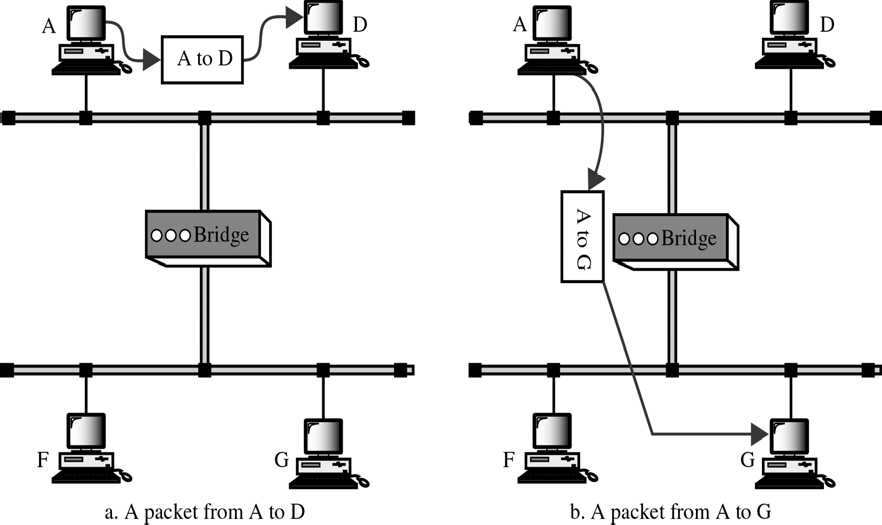 A
A to D
D
Bridge
F
G
a. A packet from A to D
A
D
A to G
Bridge
F
G
b. A packet from A to G